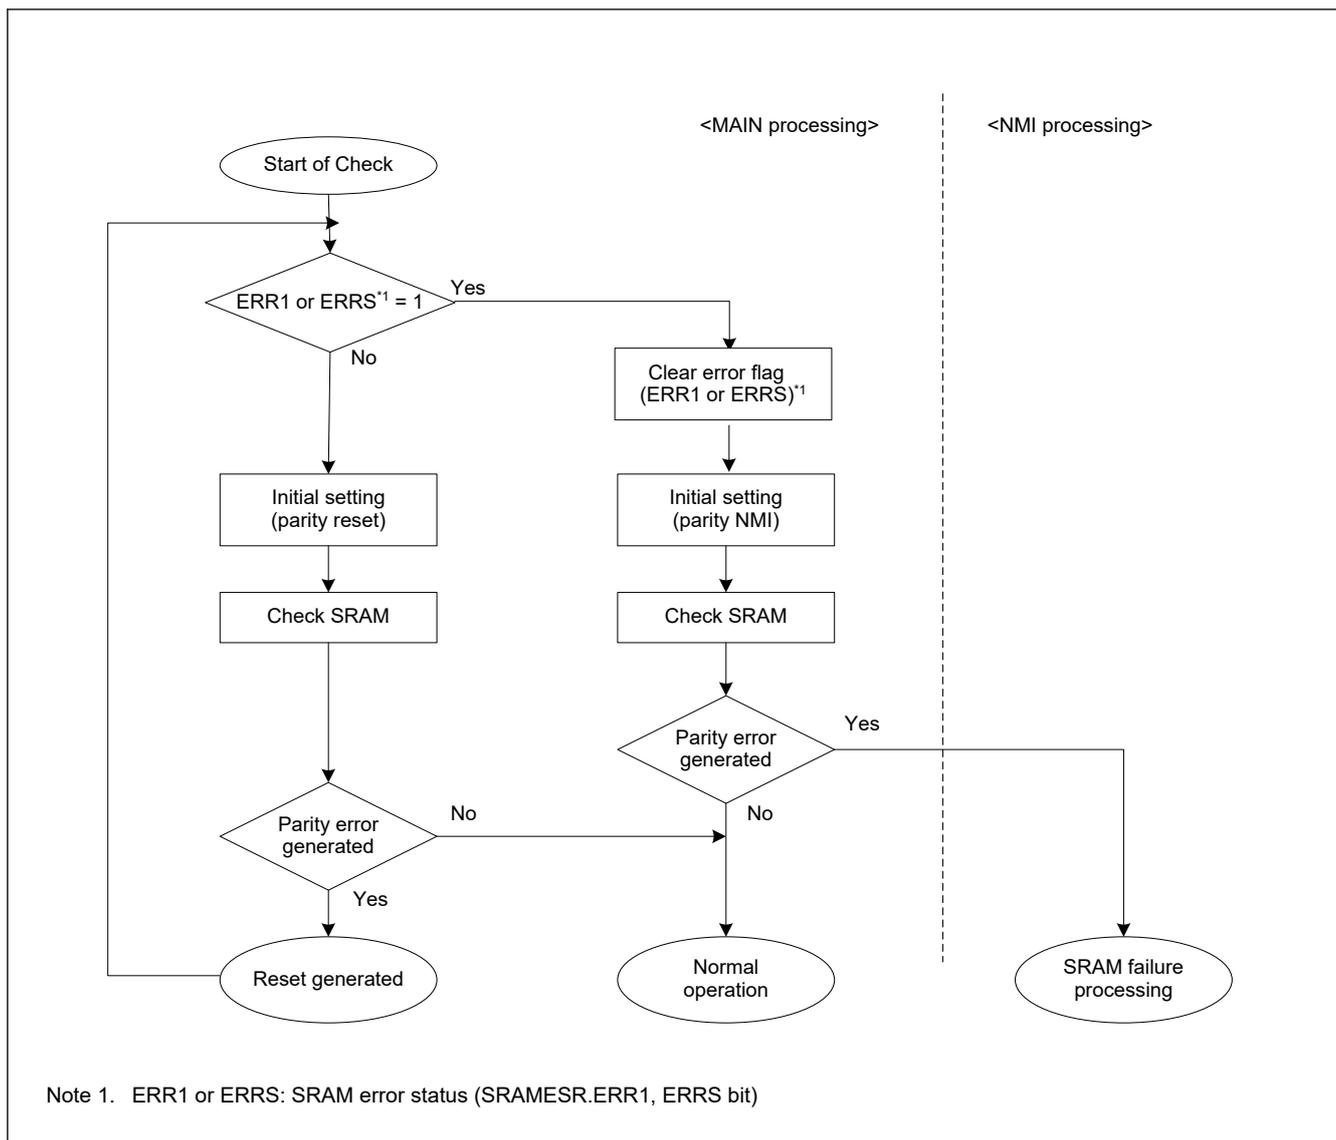 <MAIN processing>
<NMI processing>
Start of Check
ERR1 or ERRS*1 = 1
Yes
No
Clear error flag
(ERR1 or ERRS)*1
Initial setting
(parity reset)
Initial setting
(parity NMI)
Check SRAM
Check SRAM
Parity error
generated
Yes
No
Parity error
generated
No
Yes
Reset generated
Normal
operation
SRAM failure
processing
Note 1. ERR1 or ERRS: SRAM error status (SRAMESR.ERR1, ERRS bit)